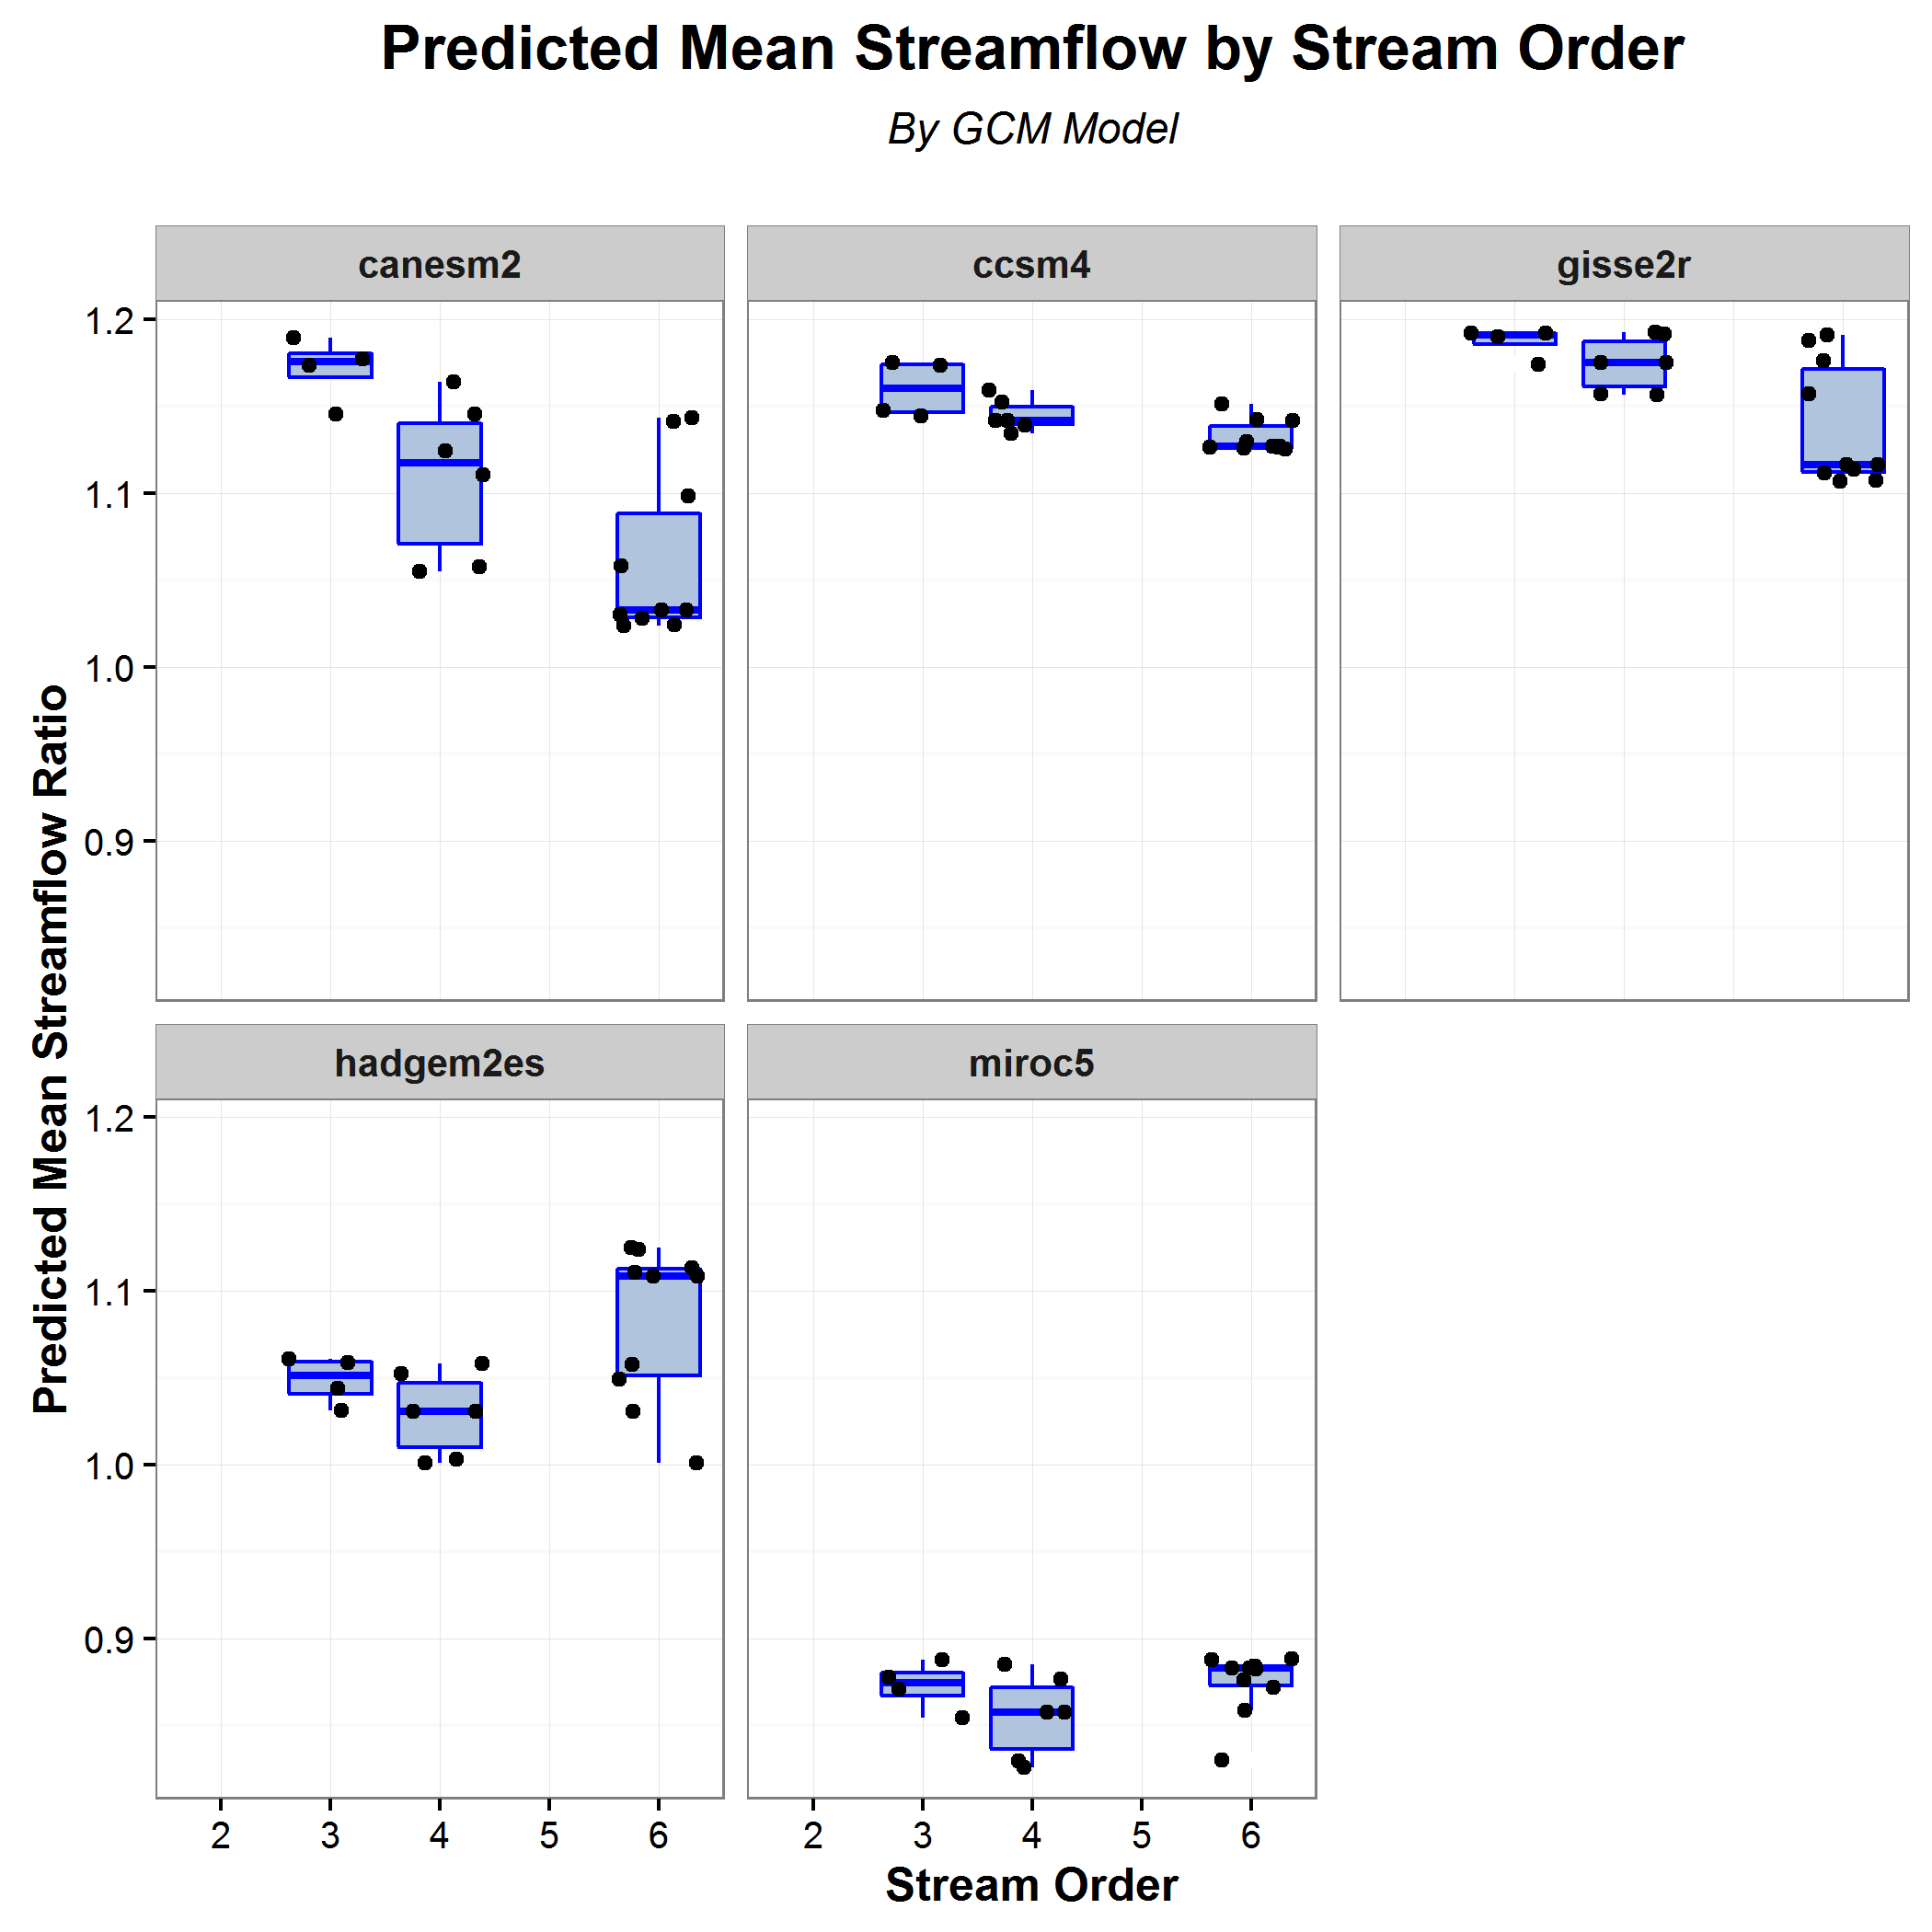 Predicted Mean Streamflow by Stream Order
By GCM Model
canesm2
ccsm4
gisse2r
1.2
1.1
1.0
0.9
Predicted Mean Streamflow Ratio
hadgem2es
miroc5
1.2
1.1
1.0
0.9
2 3 4 5 6
2 3 4 5 6
Stream Order